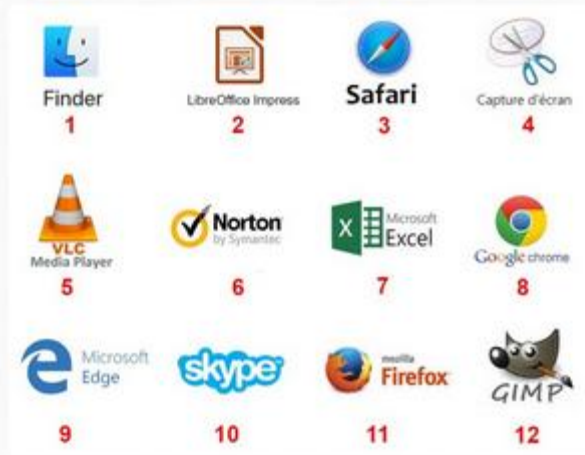 Finder
LibreOffice Impress
Safari
Capture d'écran
1
2
3
4
VLC
Media Player
Norton
by Symantec
X
Microsoft
Excel
Google chrome
5
6
7
8
Microsoft
Edge
skype
mozilla
Firefox
GIMP
9
10
11
12